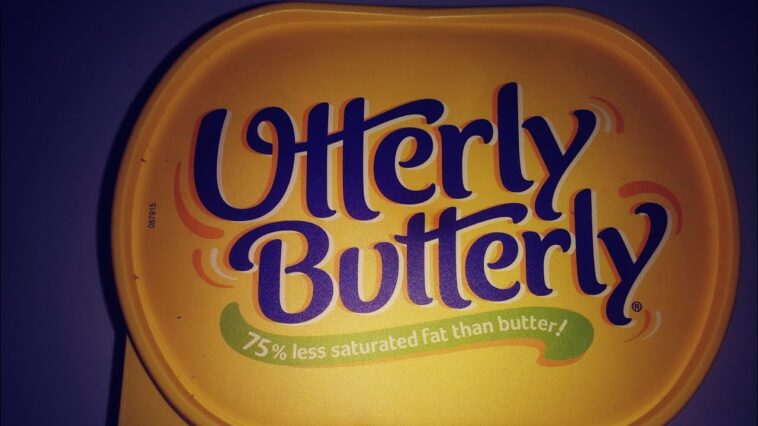 Utterly
Butterly®
75% less saturated fat than butter!
087915